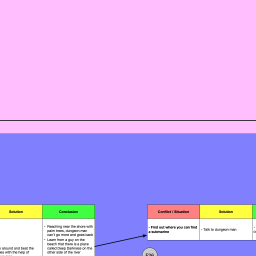 Solution
Conclusion
Conflict / Situation
Solution
- Reaching near the shore with
palm trees, dungeon man
can't go more and goes back
- Learn from a guy on the
beach that there is a place
called Deep Darkness on the
other side of the river
around and beat the
with the help of
- Find out where you can find
a submarine
- Talk to dungeon man